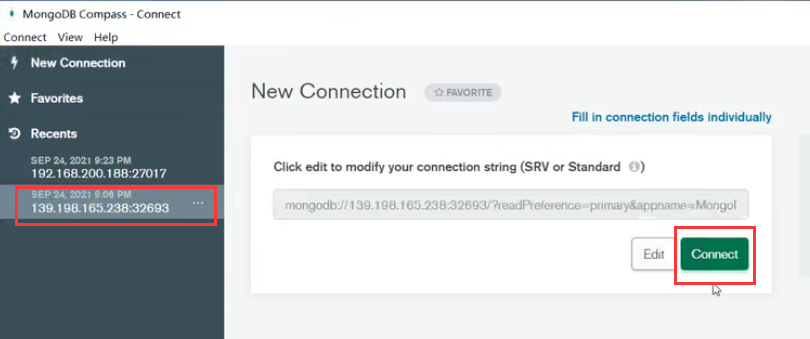 MongoDB Compass - Connect
Connect View Help
New Connection
Favorites
Recents
SEP 24, 2021 9:23 PM
192.168.200.188:27017
SEP 24, 2021 9:06 PM
139.198.165.238:32693
New Connection
FAVORITE
Fill in connection fields individually
Click edit to modify your connection string (SRV or Standard )
mongodb://139.198.165.238:32693/?readPreference=primary&appname=Mongo
Edit
Connect